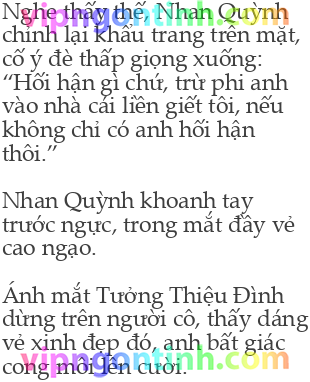 Nghe thấy thế, Nhan Quỳnh
chỉnh lại khẩu trang trên mặt,
cố ý đè thấp giọng xuống:
“Hối hận gì chứ, trừ phi anh
vào nhà cái liền giết tôi, nếu
không chỉ có anh hối hận
thôi.”
Nhan Quỳnh khoanh tay
trước ngực, trong mắt đầy vẻ
cao ngạo.
Ánh mắt Tưởng Thiệu Đình
dừng trên người cô, thấy dáng
vẻ xinh đẹp đó, anh bất giác
cong môi lên cười.
vipngontinh.com
vipngontinh.com